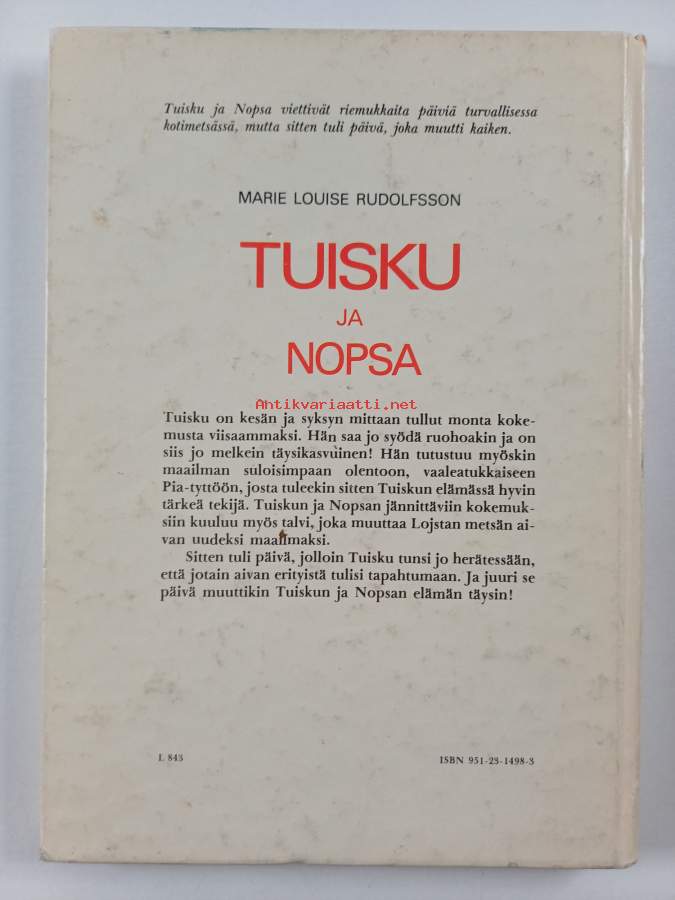 Tuisku ja Nopsa viettivät riemukkaita päiviä turvallisessa
kotimetsässä, mutta sitten tuli päivä, joka muutti kaiken.
MARIE LOUISE RUDOLFSSON
TUISKU
JA
NOPSA
Antikvariaatti.net
Tuisku on kesän ja syksyn mittaan tullut monta koke-
musta viisaammaksi. Hän saa jo syödä ruohoakin ja on
siis jo melkein täysikasvuinen! Hän tutustuu myöskin
maailman suloisimpaan olentoon, vaaleatukkaiseen
Pia-tyttöön, josta tuleekin sitten Tuiskun elämässä hyvin
tärkeä tekijä. Tuiskun ja Nopsan jännittäviin kokemuk-
siin kuuluu myös talvi, joka muuttaa Lojstan metsän ai-
van uudeksi maailmaksi.
Sitten tuli päivä, jolloin Tuisku tunsi jo herätessään,
että jotain aivan erityistä tulisi tapahtumaan. Ja juuri se
päivä muuttikin Tuiskun ja Nopsan elämän täysin!
L 843
ISBN 951-23-1498-3